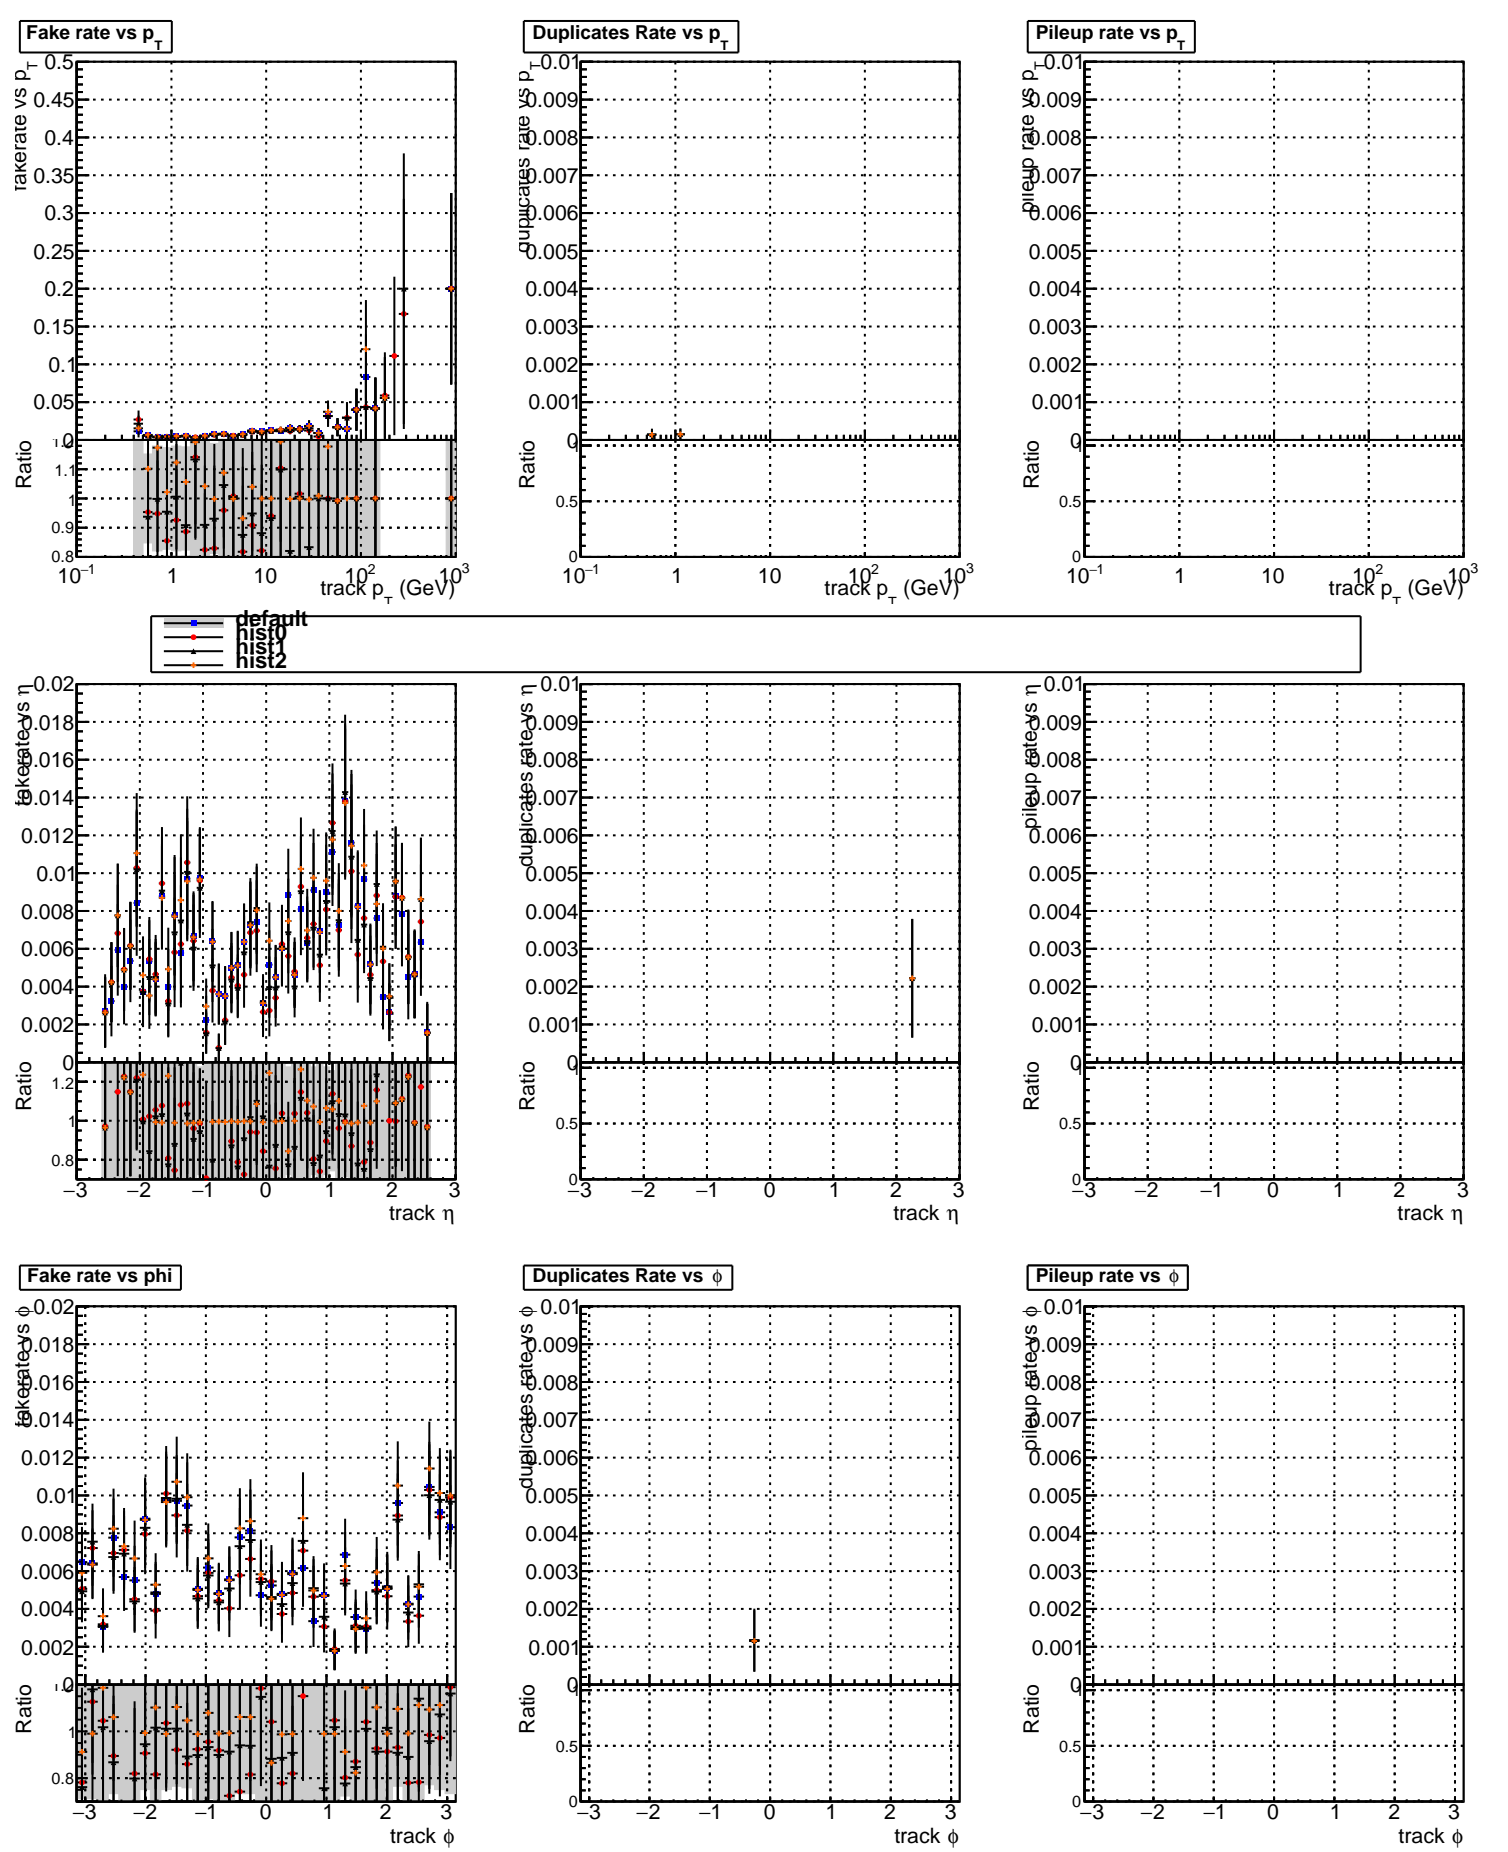 Fake rate vs pT
Duplicates Rate vs pT
Pileup rate vs pT
fakerate vs pT
0.5
0.45
0.4
0.35
0.3
0.25
0.2
0.15
0.1
0.05
0
Ratio
1.1
1
0.9
0.8
10−1 1 10 102 103
track pT (GeV)
duplicates rate vs pT
0.01
0.009
0.008
0.007
0.006
0.005
0.004
0.003
0.002
0.001
0
Ratio
1
0.5
0
10−1 1 10 102 103
track pT (GeV)
pileup rate vs pT
0.01
0.009
0.008
0.007
0.006
0.005
0.004
0.003
0.002
0.001
0
Ratio
1
0.5
0
10−1 1 10 102 103
track pT (GeV)
default
hist0
hist1
hist2
fakerate vs η
0.02
0.018
0.016
0.014
0.012
0.01
0.008
0.006
0.004
0.002
0
Ratio
1.2
1
0.8
−3 −2 −1 0 1 2 3
track η
duplicates rate vs η
0.01
0.009
0.008
0.007
0.006
0.005
0.004
0.003
0.002
0.001
0
Ratio
1
0.5
0
−3 −2 −1 0 1 2 3
track η
pileup rate vs η
0.01
0.009
0.008
0.007
0.006
0.005
0.004
0.003
0.002
0.001
0
Ratio
1
0.5
0
−3 −2 −1 0 1 2 3
track η
Fake rate vs phi
Duplicates Rate vs ϕ
Pileup rate vs ϕ
fakerate vs ϕ
0.02
0.018
0.016
0.014
0.012
0.01
0.008
0.006
0.004
0.002
0
Ratio
1
0.8
−3 −2 −1 0 1 2 3
track ϕ
duplicates rate vs ϕ
0.01
0.009
0.008
0.007
0.006
0.005
0.004
0.003
0.002
0.001
0
Ratio
1
0.5
0
−3 −2 −1 0 1 2 3
track ϕ
pileup rate vs ϕ
0.01
0.009
0.008
0.007
0.006
0.005
0.004
0.003
0.002
0.001
0
Ratio
1
0.5
0
−3 −2 −1 0 1 2 3
track ϕ